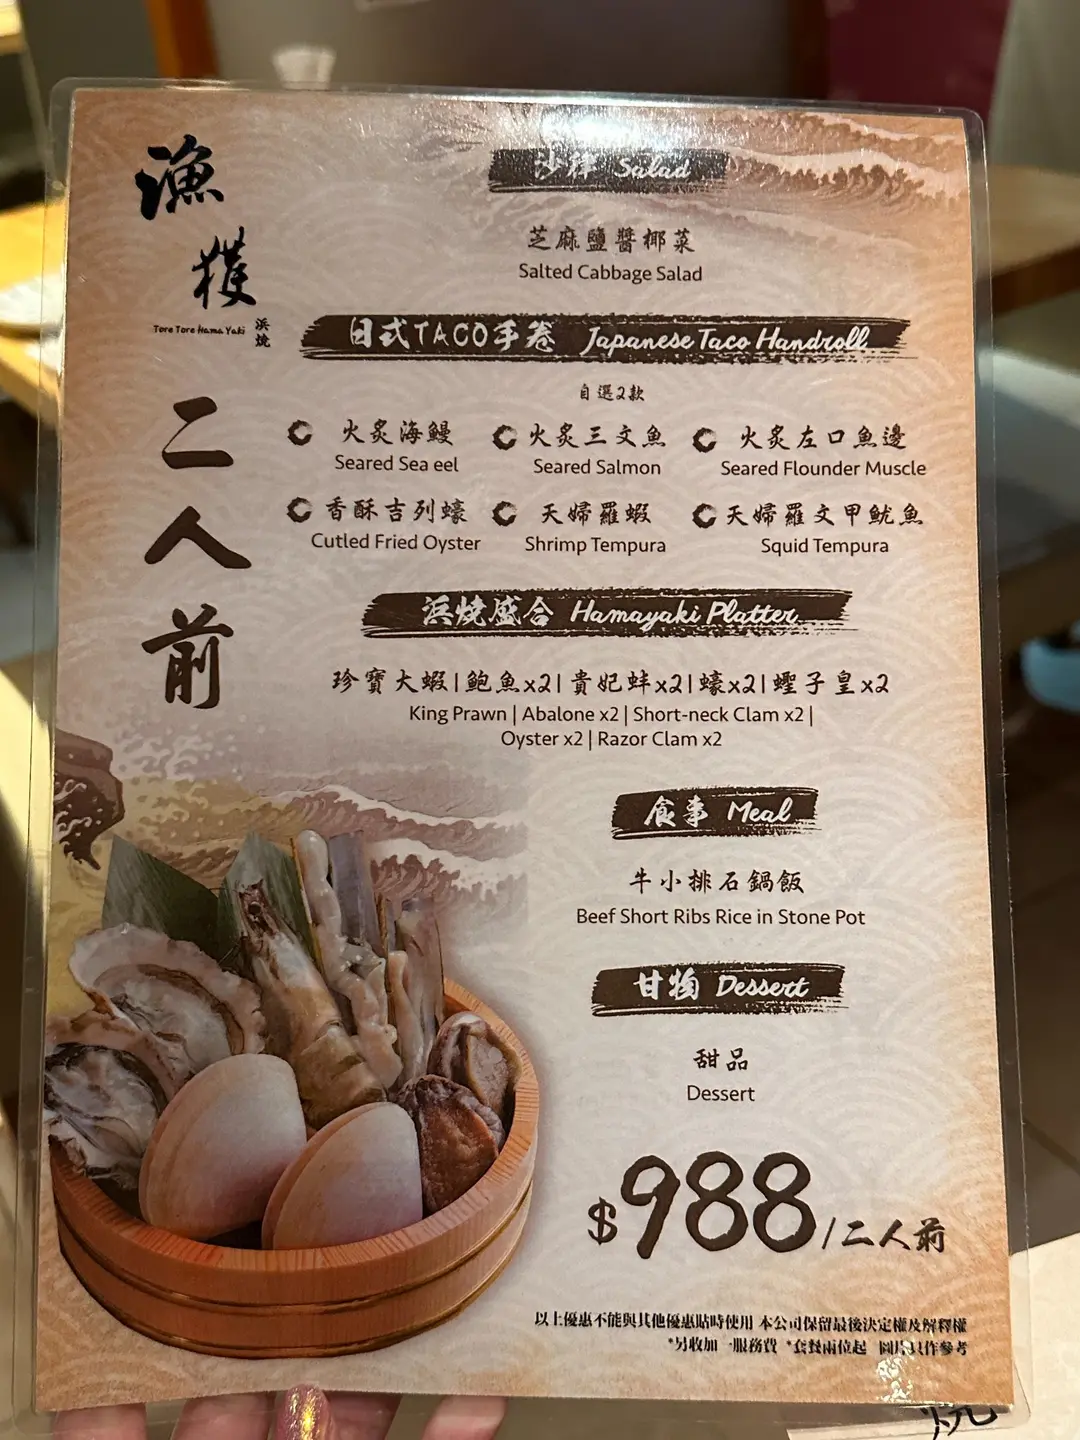 漁獲
Tore Tore Hama Yaki 浜燒
二人前
沙律 Salad
芝麻鹽醬椰菜
Salted Cabbage Salad
日式TACO手卷 Japanese Taco Handroll
自選2款
火炙海鰻 火炙三文魚 火炙左口魚邊
Seared Sea eel Seared Salmon Seared Flounder Muscle
香酥吉列蠔 天婦羅蝦 天婦羅文甲魷魚
Cutled Fried Oyster Shrimp Tempura Squid Tempura
浜燒盛合 Hamayaki Platter
珍寶大蝦|鮑魚x2|貴妃蚌x2|蠔x2|蟶子皇x2
King Prawn | Abalone x2 | Short-neck Clam x2 |
Oyster x2 | Razor Clam x2
食事 Meal
牛小排石鍋飯
Beef Short Ribs Rice in Stone Pot
甘物 Dessert
甜品
Dessert
$988/二人前
以上優惠不能與其他優惠貼時使用 本公司保留最後決定權及解釋權
*另收加一服務費 *套餐兩位起 圖片只作參考